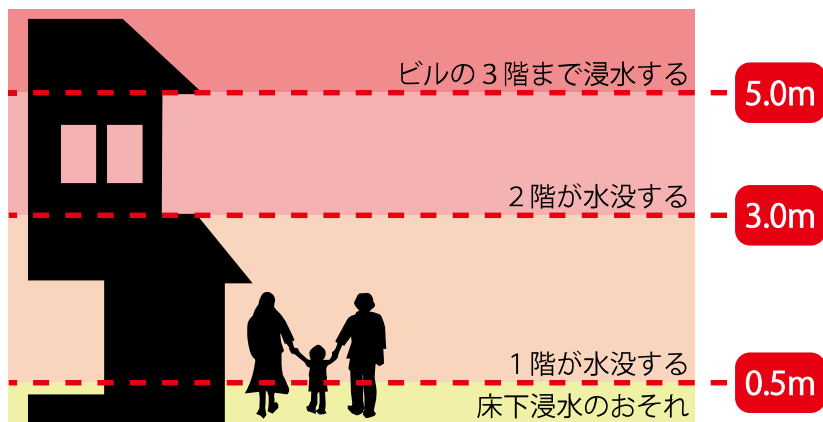 ビルの3階まで浸水する
5.0m
2階が水没する
3.0m
1階が水没する
0.5m
床下浸水のおそれ